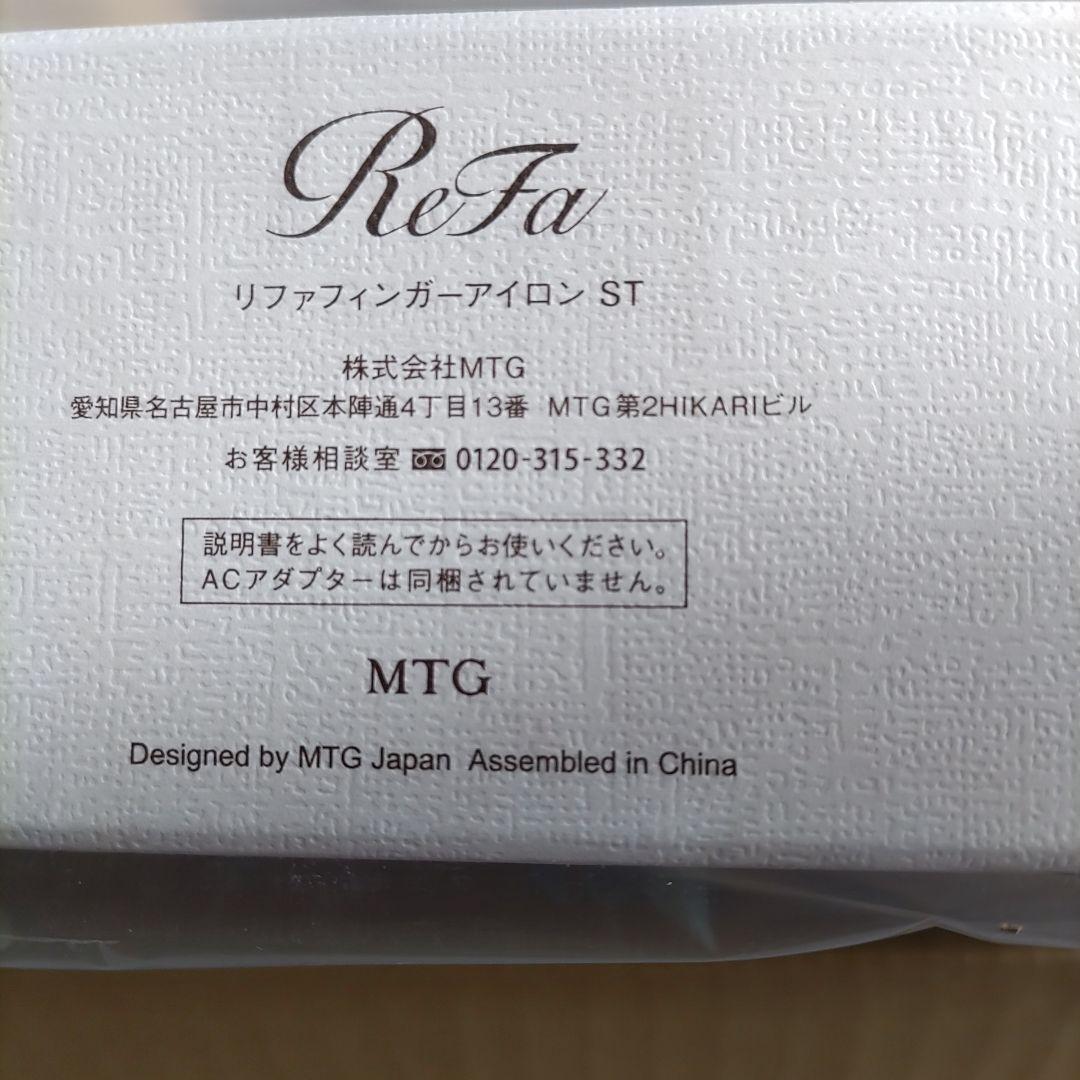 ReFa
リファフィンガーアイロン ST
株式会社MTG
愛知県名古屋市中村区本陣通4丁目13番 MTG第2HIKARIビル
お客様相談室 0120-315-332
説明書をよく読んでからお使いください。
ACアダプターは同梱されていません。
MTG
Designed by MTG Japan Assembled in China